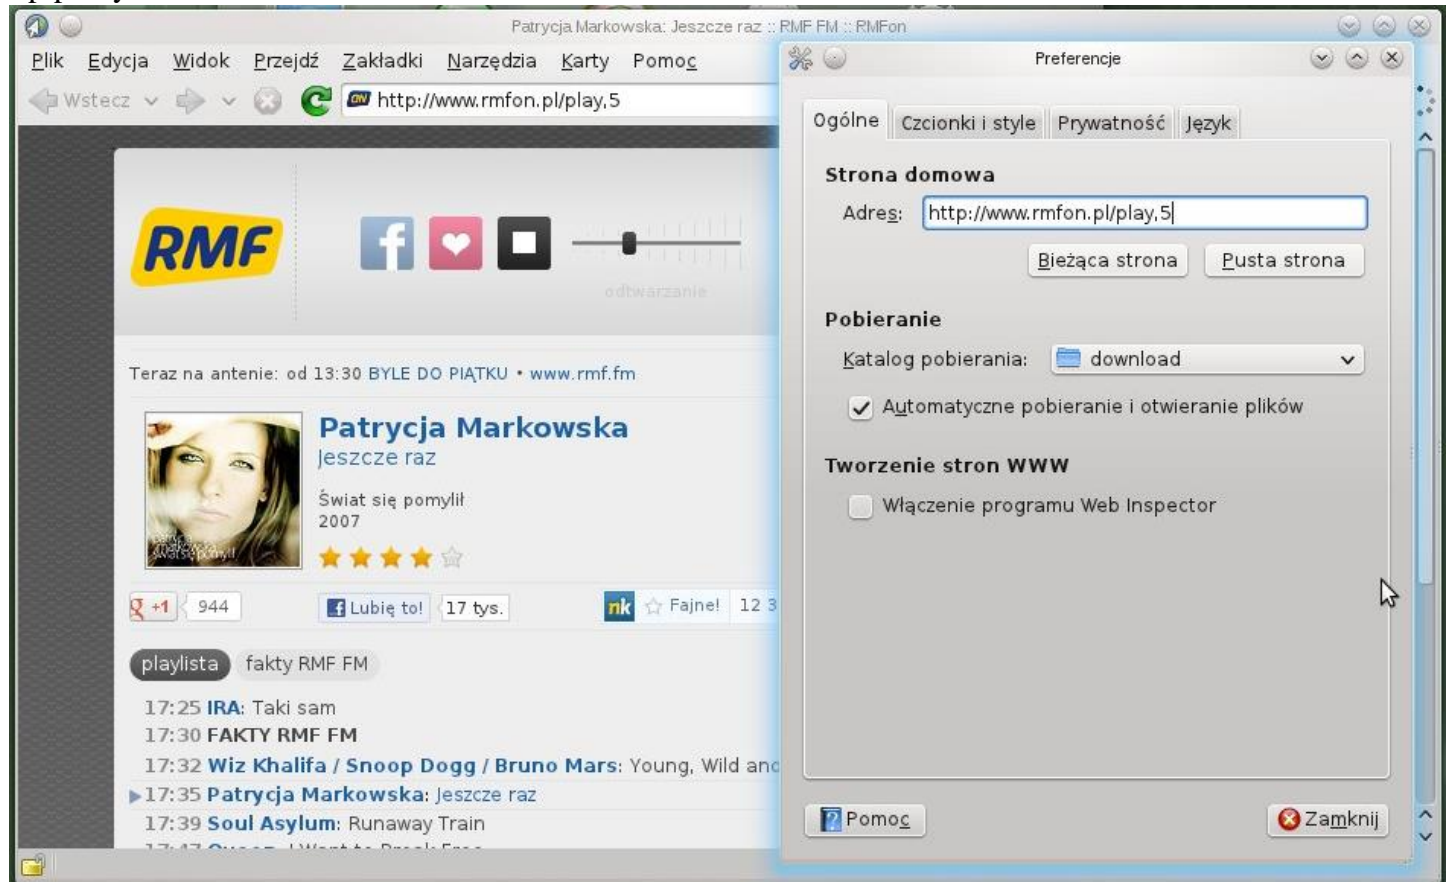 Patrycja Markowska: Jeszcze raz :: RMF FM :: RMFon
Plik Edycja Widok Przejdź Zakładki Narzędzia Karty Pomoc
Wstecz http://www.rmfon.pl/play,5
RMF
odtwarzanie
Teraz na antenie: od 13:30 BYLE DO PIĄTKU • www.rmf.fm
Patrycja Markowska
Jeszcze raz
Świat się pomylił
2007
patrycja
markowska
świat się pomylił
+1 944 Lubię to! 17 tys. nk Fajne! 12 3
playlista fakty RMF FM
17:25 IRA: Taki sam
17:30 FAKTY RMF FM
17:32 Wiz Khalifa / Snoop Dogg / Bruno Mars: Young, Wild and
17:35 Patrycja Markowska: Jeszcze raz
17:39 Soul Asylum: Runaway Train
Preferencje
Ogólne Czcionki i style Prywatność Język
Strona domowa
Adres: http://www.rmfon.pl/play,5
Bieżąca strona Pusta strona
Pobieranie
Katalog pobierania: download
Automatyczne pobieranie i otwieranie plików
Tworzenie stron WWW
Włączenie programu Web Inspector
Pomoc Zamknij